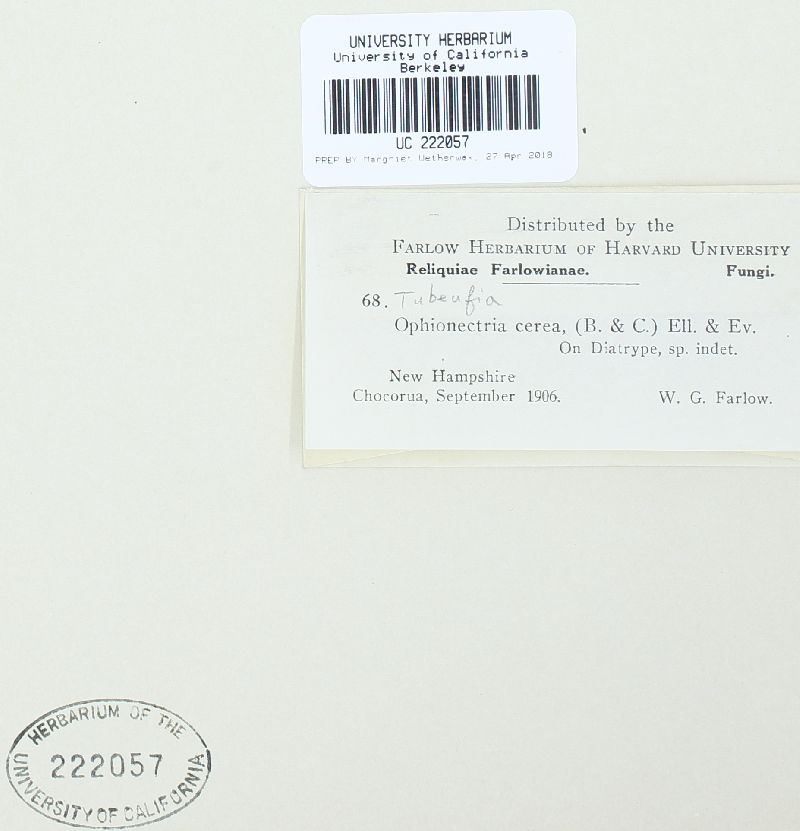 UNIVERSITY HERBARIUM
University of California
Berkeley
UC 222057
PREP BY Margriet Wetherwax, 27 Apr 2018
Distributed by the
FARLOW HERBARIUM OF HARVARD UNIVERSITY
Reliquiae Farlowianae. Fungi.
68. Tubeufia
Ophionectria cerea, (B. & C.) Ell. & Ev.
On Diatrype, sp. indet.
New Hampshire
Chocorua, September 1906. W. G. Farlow.
HERBARIUM OF THE
222057
UNIVERSITY OF CALIFORNIA